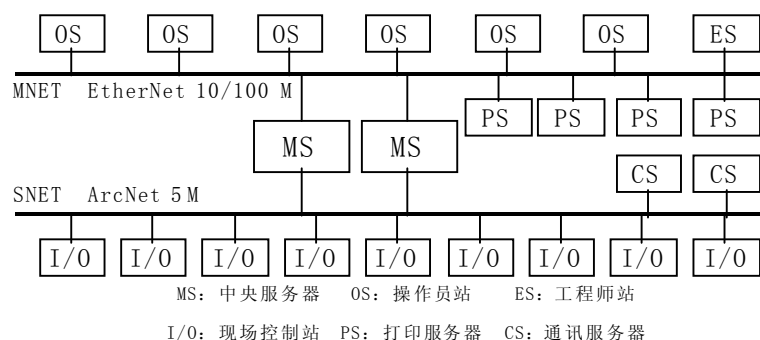 OS OS OS OS OS OS ES
MNET EtherNet 10/100 M
PS PS PS PS
MS MS
CS CS
SNET ArcNet 5M
I/O I/O I/O I/O I/O I/O I/O I/O I/O
MS: 中央服务器 OS: 操作员站 ES: 工程师站
I/O: 现场控制站 PS: 打印服务器 CS: 通讯服务器